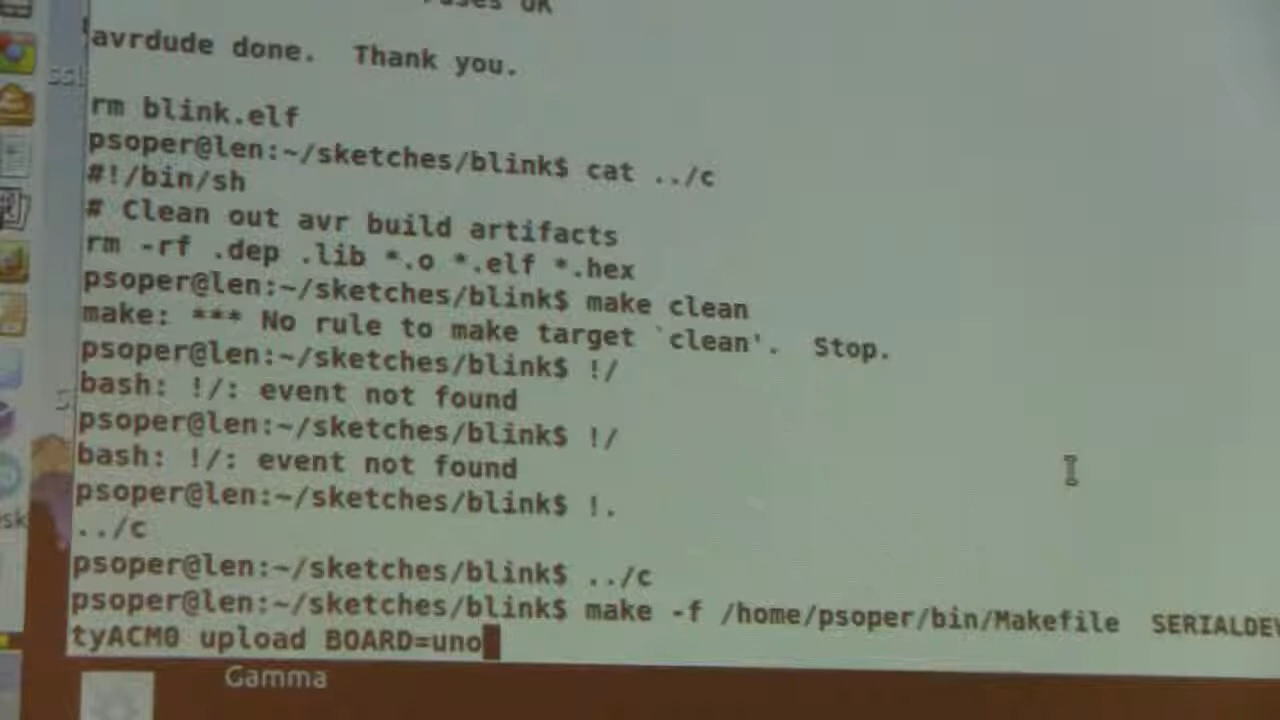 OK
avrdude done.  Thank you.
rm blink.elf
psoper@len:~/sketches/blink$ cat ../c
#!/bin/sh
# Clean out avr build artifacts
rm -rf .dep .lib *.o *.elf *.hex
psoper@len:~/sketches/blink$ make clean
make: *** No rule to make target `clean'.  Stop.
psoper@len:~/sketches/blink$ !/
bash: !/: event not found
psoper@len:~/sketches/blink$ !/
bash: !/: event not found
psoper@len:~/sketches/blink$ !.
../c
psoper@len:~/sketches/blink$ ../c
psoper@len:~/sketches/blink$ make -f /home/psoper/bin/Makefile  SERIALDEV
tyACM0 upload BOARD=uno
Gamma